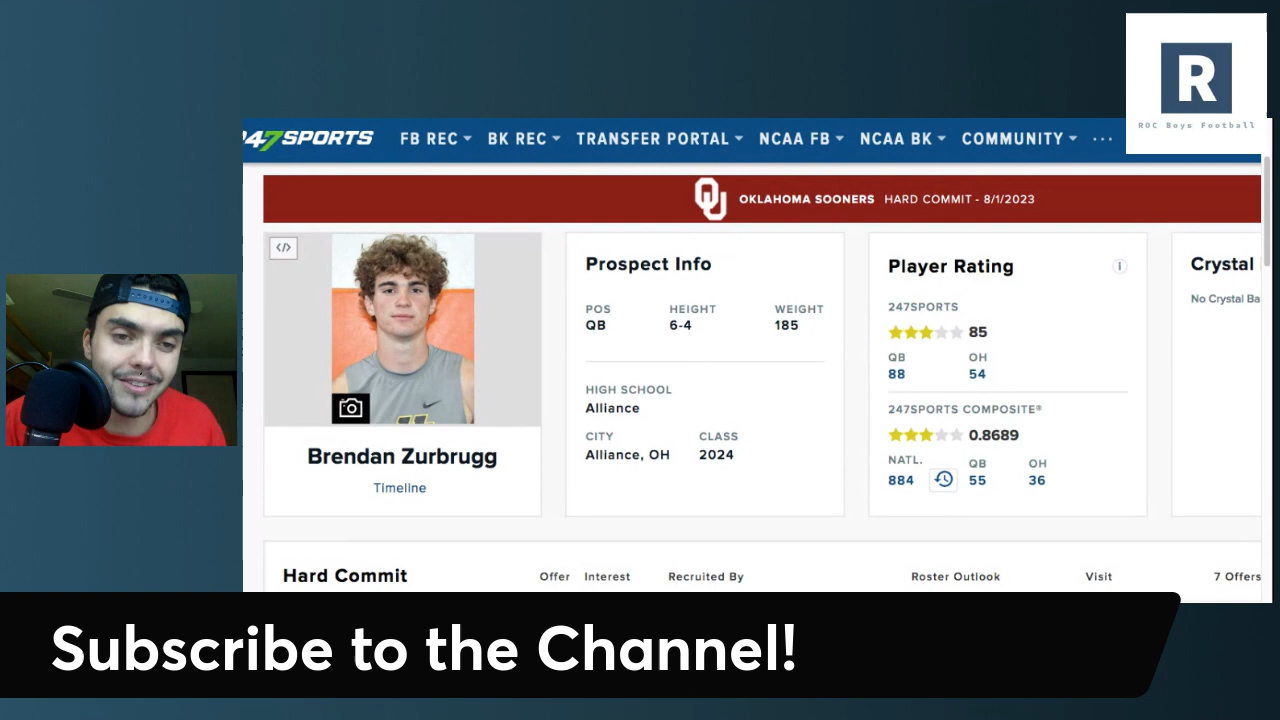 R
ROC Boys Football
247SPORTS
FB REC BK REC TRANSFER PORTAL NCAA FB NCAA BK COMMUNITY ...
OU OKLAHOMA SOONERS HARD COMMIT - 8/1/2023
</>
Brendan Zurbrugg
Timeline
Prospect Info
POS HEIGHT WEIGHT
QB 6-4 185
HIGH SCHOOL
Alliance
CITY CLASS
Alliance, OH 2024
Player Rating i
247SPORTS
85
QB OH
88 54
247SPORTS COMPOSITE®
0.8689
NATL. QB OH
884 55 36
Crystal
No Crystal Ba
Hard Commit Offer Interest Recruited By Roster Outlook Visit 7 Offers
Subscribe to the Channel!